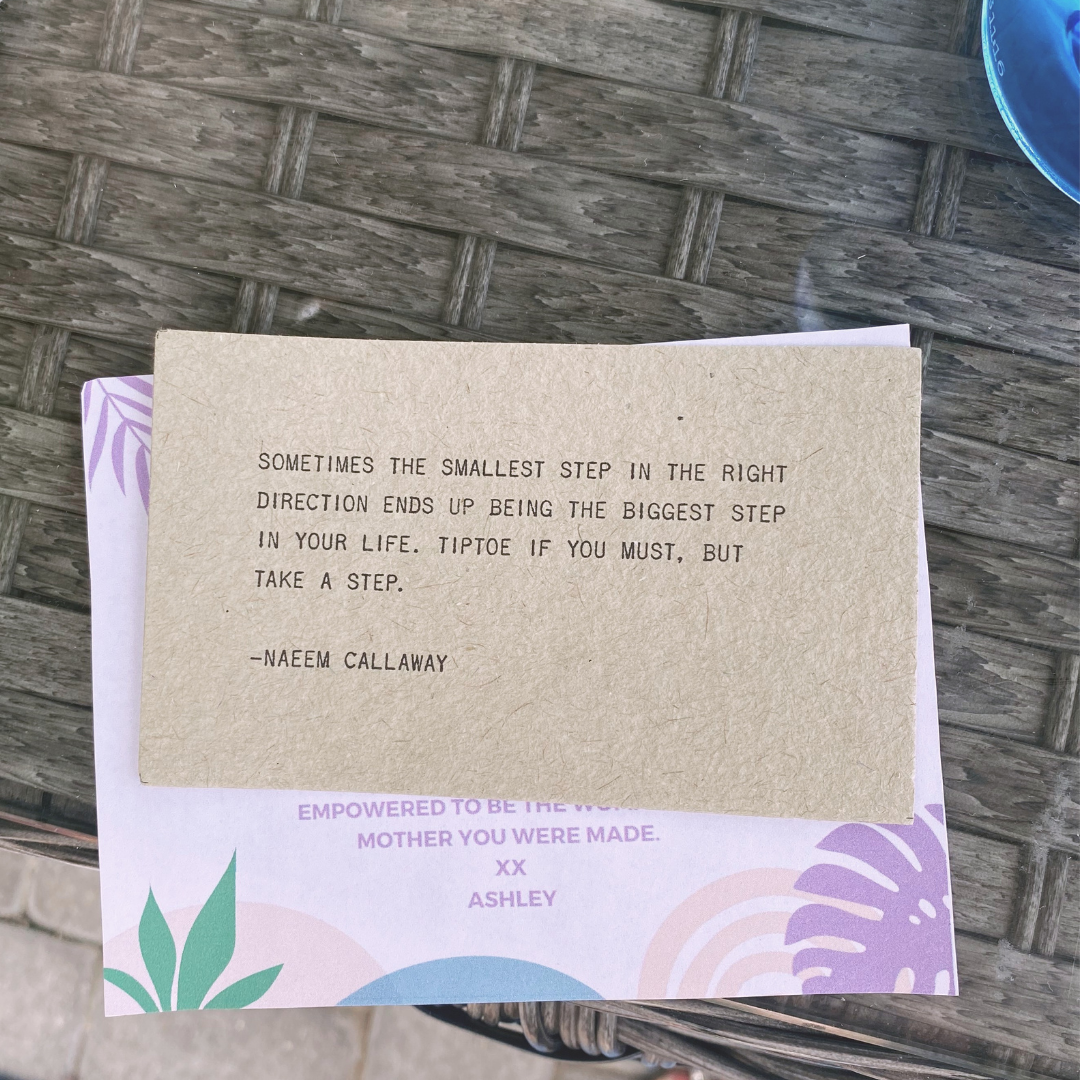 SOMETIMES THE SMALLEST STEP IN THE RIGHT
DIRECTION ENDS UP BEING THE BIGGEST STEP
IN YOUR LIFE. TIPTOE IF YOU MUST, BUT
TAKE A STEP.
-NAEEM CALLAWAY
EMPOWERED TO BE THE
MOTHER YOU WERE MADE.
XX
ASHLEY